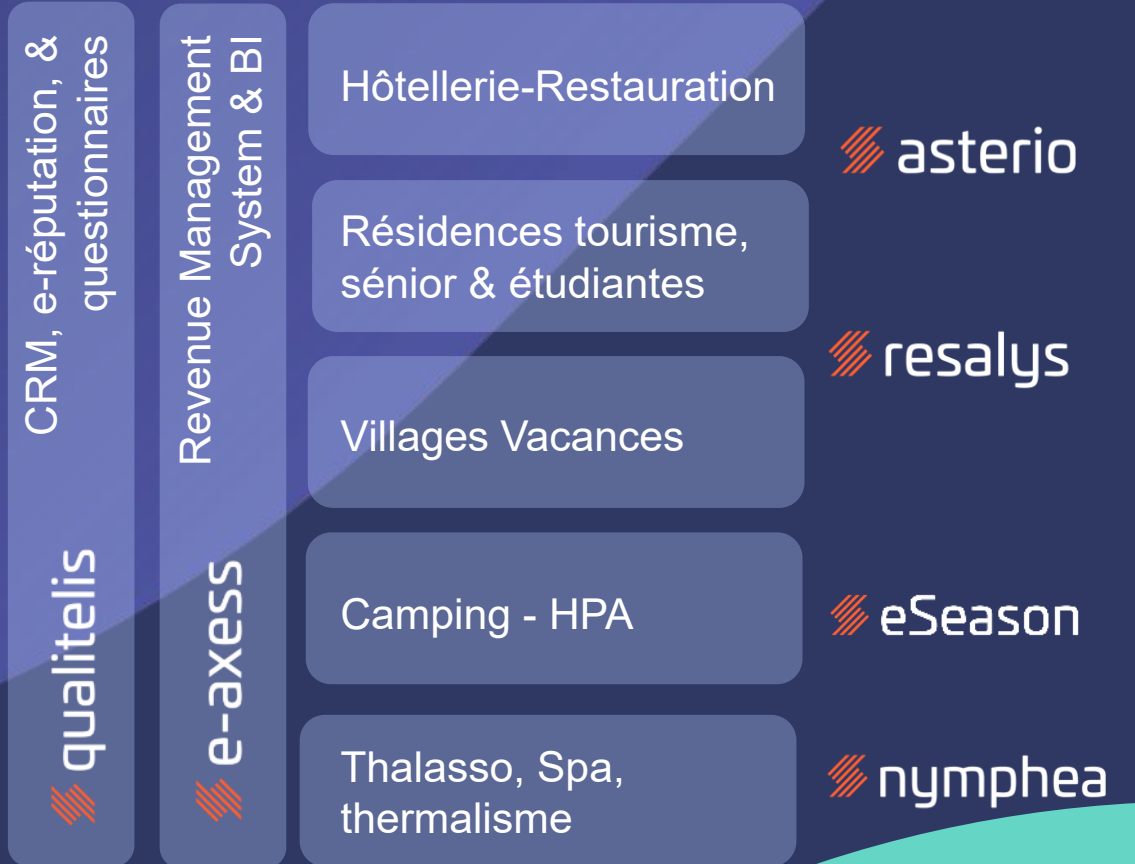 CRM, e-réputation, &
questionnaires
qualitelis
Revenue Management
System & BI
e-axess
Hôtellerie-Restauration
asterio
Résidences tourisme,
sénior & étudiantes
resalys
Villages Vacances
Camping - HPA
eSeason
Thalasso, Spa,
thermalisme
nymphea